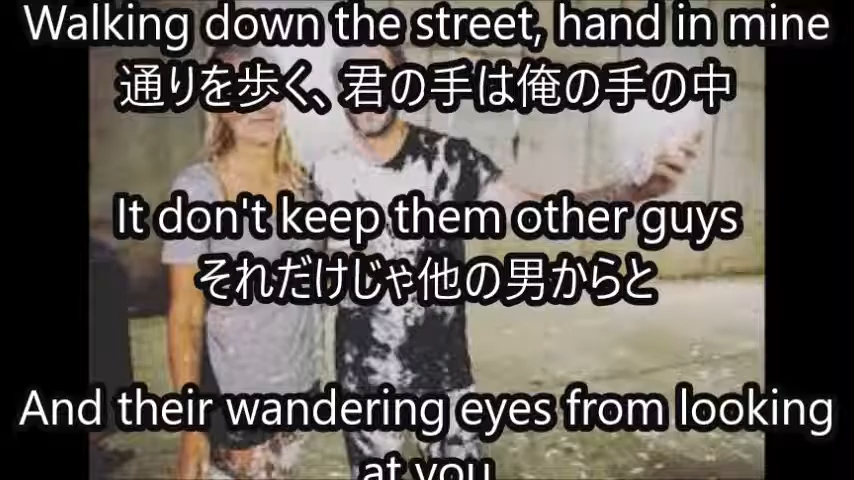 Walking down the street, hand in mine
通りを歩く、君の手は俺の手の中
It don't keep them other guys
それだけじゃ他の男からと
And their wandering eyes from looking
at you